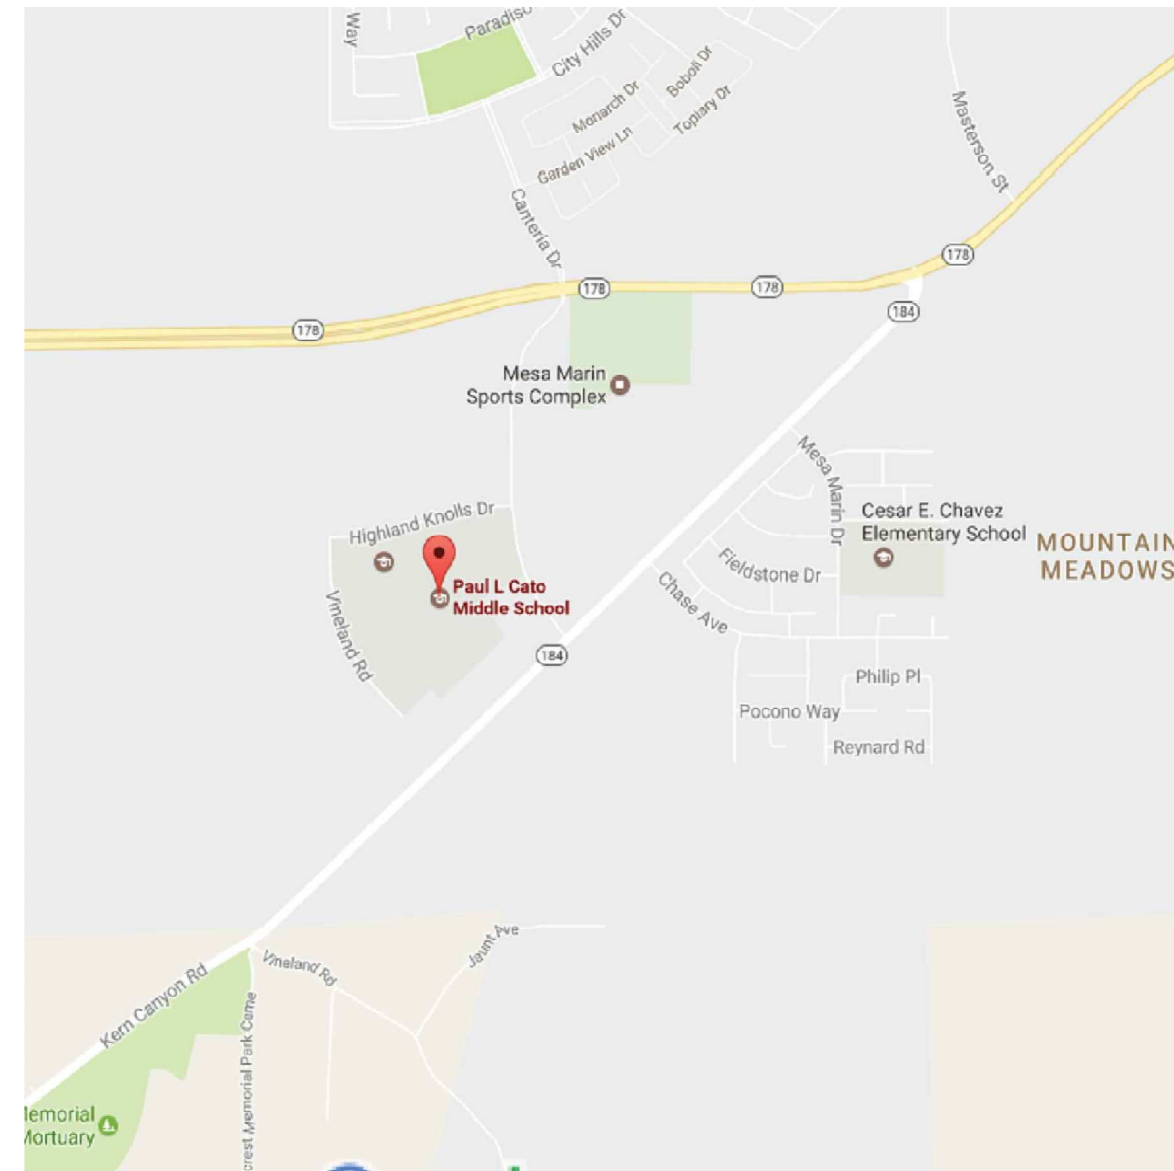 Way
Paradiso
City Hills Dr
Boboli Dr
Monarch Dr
Topiary Dr
Garden View Ln
Masterson St
Canteria Dr
178
178
178
178
184
Mesa Marin
Sports Complex
Mesa Marin Dr
Highland Knolls Dr
Cesar E. Chavez
Elementary School
MOUNTAIN
MEADOWS
Fieldstone Dr
Paul L Cato
Middle School
Chase Ave
Vineland Rd
184
Philip Pl
Pocono Way
Reynard Rd
Jaunt Ave
Vineland Rd
Kern Canyon Rd
crest Memorial Park Ceme
Memorial
Mortuary